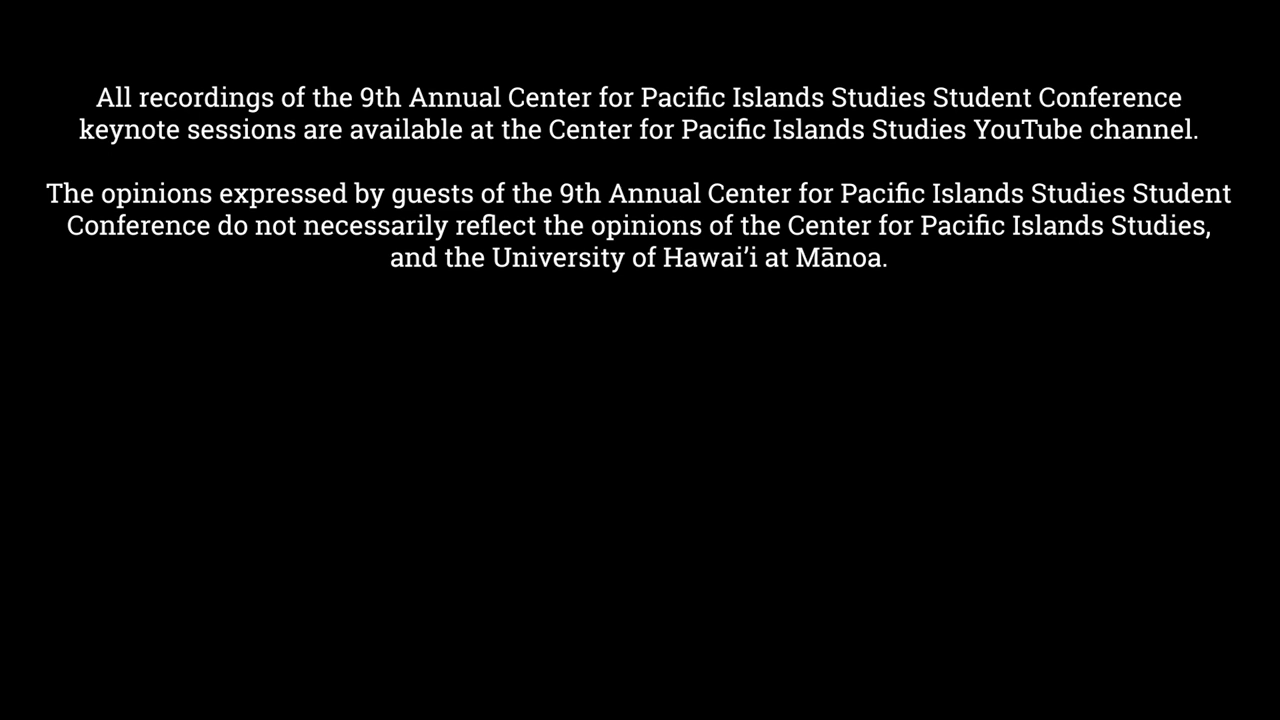 All recordings of the 9th Annual Center for Pacific Islands Studies Student Conference
keynote sessions are available at the Center for Pacific Islands Studies YouTube channel.
The opinions expressed by guests of the 9th Annual Center for Pacific Islands Studies Student
Conference do not necessarily reflect the opinions of the Center for Pacific Islands Studies,
and the University of Hawai’i at Mānoa.